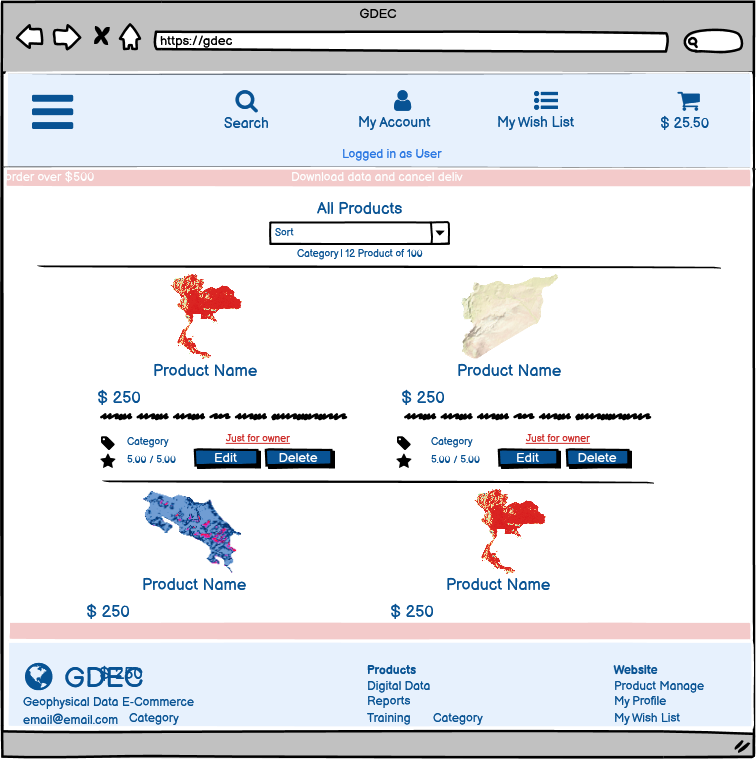 GDEC
https://gdec
Search
My Account
My Wish List
$ 25.50
Logged in as User
order over $500
Download data and cancel deliv
All Products
Sort
Category | 12 Product of 100
Product Name
Product Name
$ 250
$ 250
Category
Just for owner
Category
Just for owner
5.00 / 5.00
Edit
Delete
5.00 / 5.00
Edit
Delete
Product Name
Product Name
$ 250
$ 250
GDEC
$ 250
Geophysical Data E-Commerce
email@email.com
Category
Products
Digital Data
Reports
Training
Category
Website
Product Manage
My Profile
My Wish List